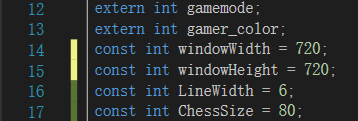 12 extern int gamemode;
13 extern int gamer_color;
14 const int windowWidth = 720;
15 const int windowHeight = 720;
16 const int LineWidth = 6;
17 const int ChessSize = 80;